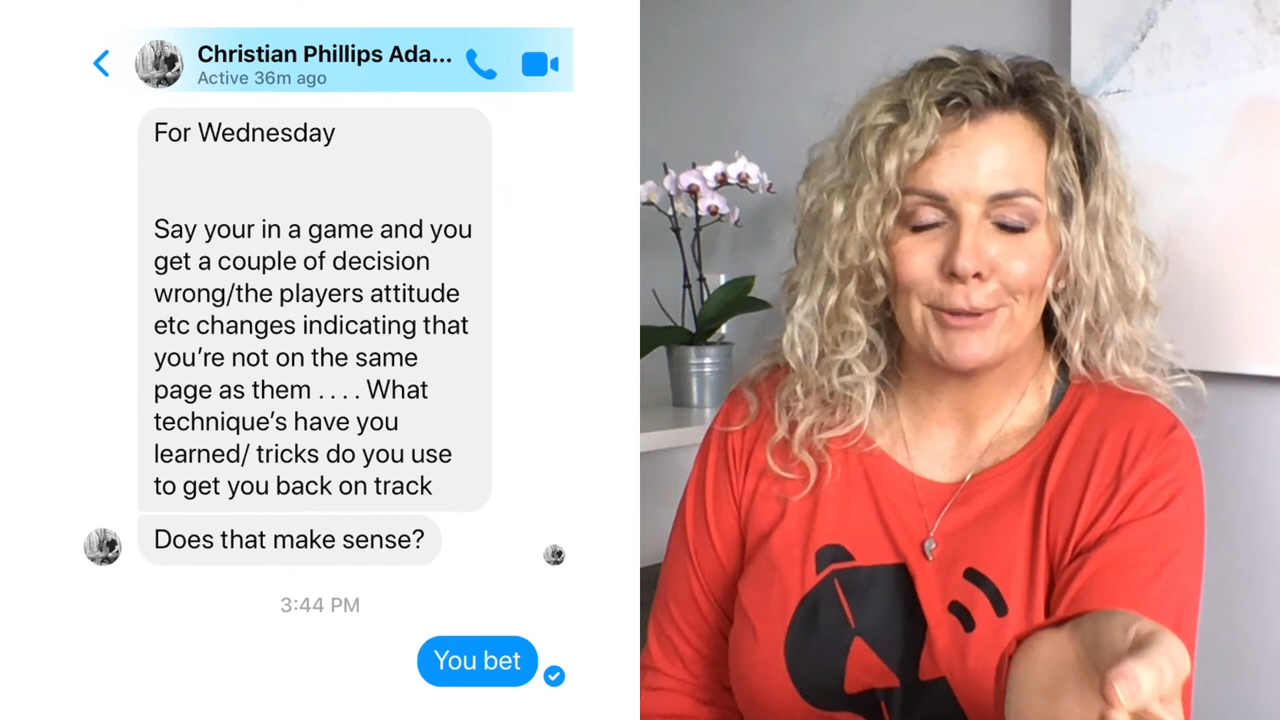 Christian Phillips Ada...
Active 36m ago
For Wednesday
Say your in a game and you
get a couple of decision
wrong/the players attitude
etc changes indicating that
you’re not on the same
page as them . . . . What
technique’s have you
learned/ tricks do you use
to get you back on track
Does that make sense?
3:44 PM
You bet